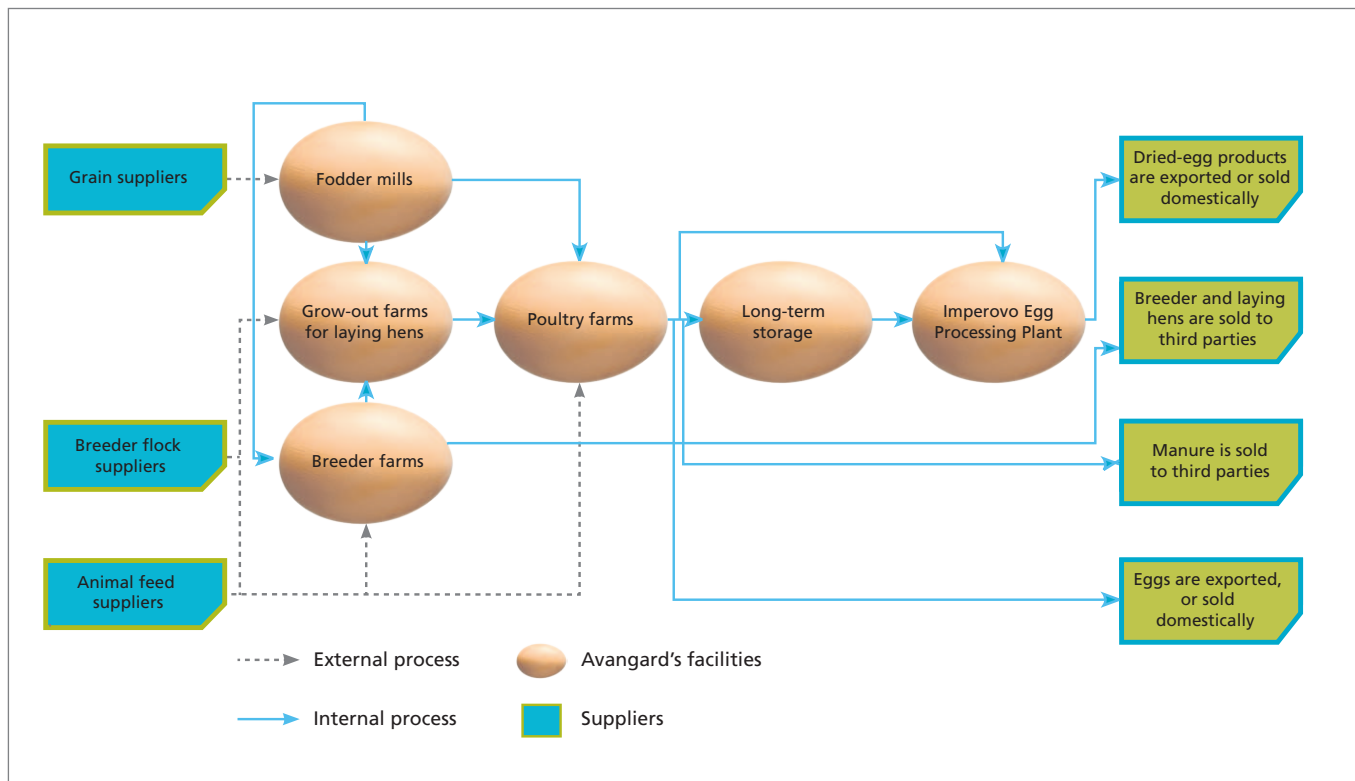 Grain suppliers
Fodder mills
Dried-egg products
are exported or sold
domestically
Grow-out farms
for laying hens
Poultry farms
Long-term
storage
Imperovo Egg
Processing Plant
Breeder and laying
hens are sold to
third parties
Breeder flock
suppliers
Breeder farms
Manure is sold
to third parties
Animal feed
suppliers
Eggs are exported,
or sold
domestically
External process
Avangard’s facilities
Internal process
Suppliers